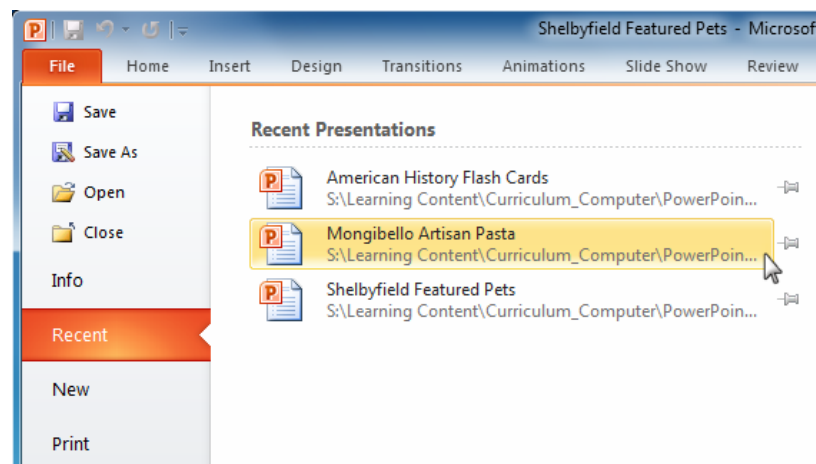 Shelbyfield Featured Pets - Microsof
File Home Insert Design Transitions Animations Slide Show Review
Save
Save As
Open
Close
Info
Recent
New
Print
Recent Presentations
American History Flash Cards
S:\Learning Content\Curriculum_Computer\PowerPoin...
Mongibello Artisan Pasta
S:\Learning Content\Curriculum_Computer\PowerPoin...
Shelbyfield Featured Pets
S:\Learning Content\Curriculum_Computer\PowerPoin...